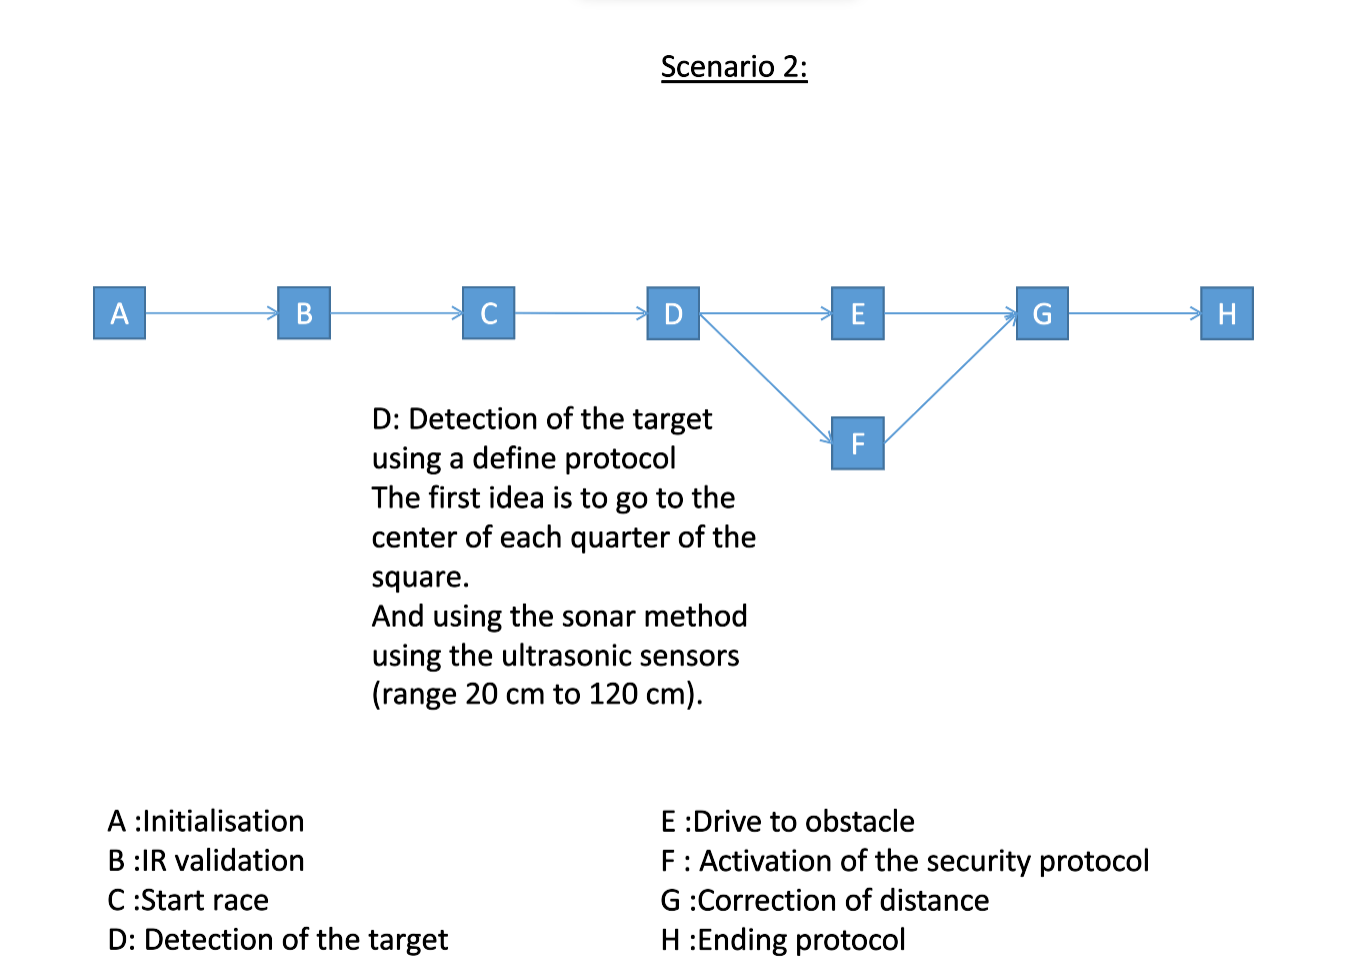 Scenario 2:
A
B
C
D
E
G
H
F
D: Detection of the target
using a define protocol
The first idea is to go to the
center of each quarter of the
square.
And using the sonar method
using the ultrasonic sensors
(range 20 cm to 120 cm).
A :Initialisation
B :IR validation
C :Start race
D: Detection of the target
E :Drive to obstacle
F : Activation of the security protocol
G :Correction of distance
H :Ending protocol